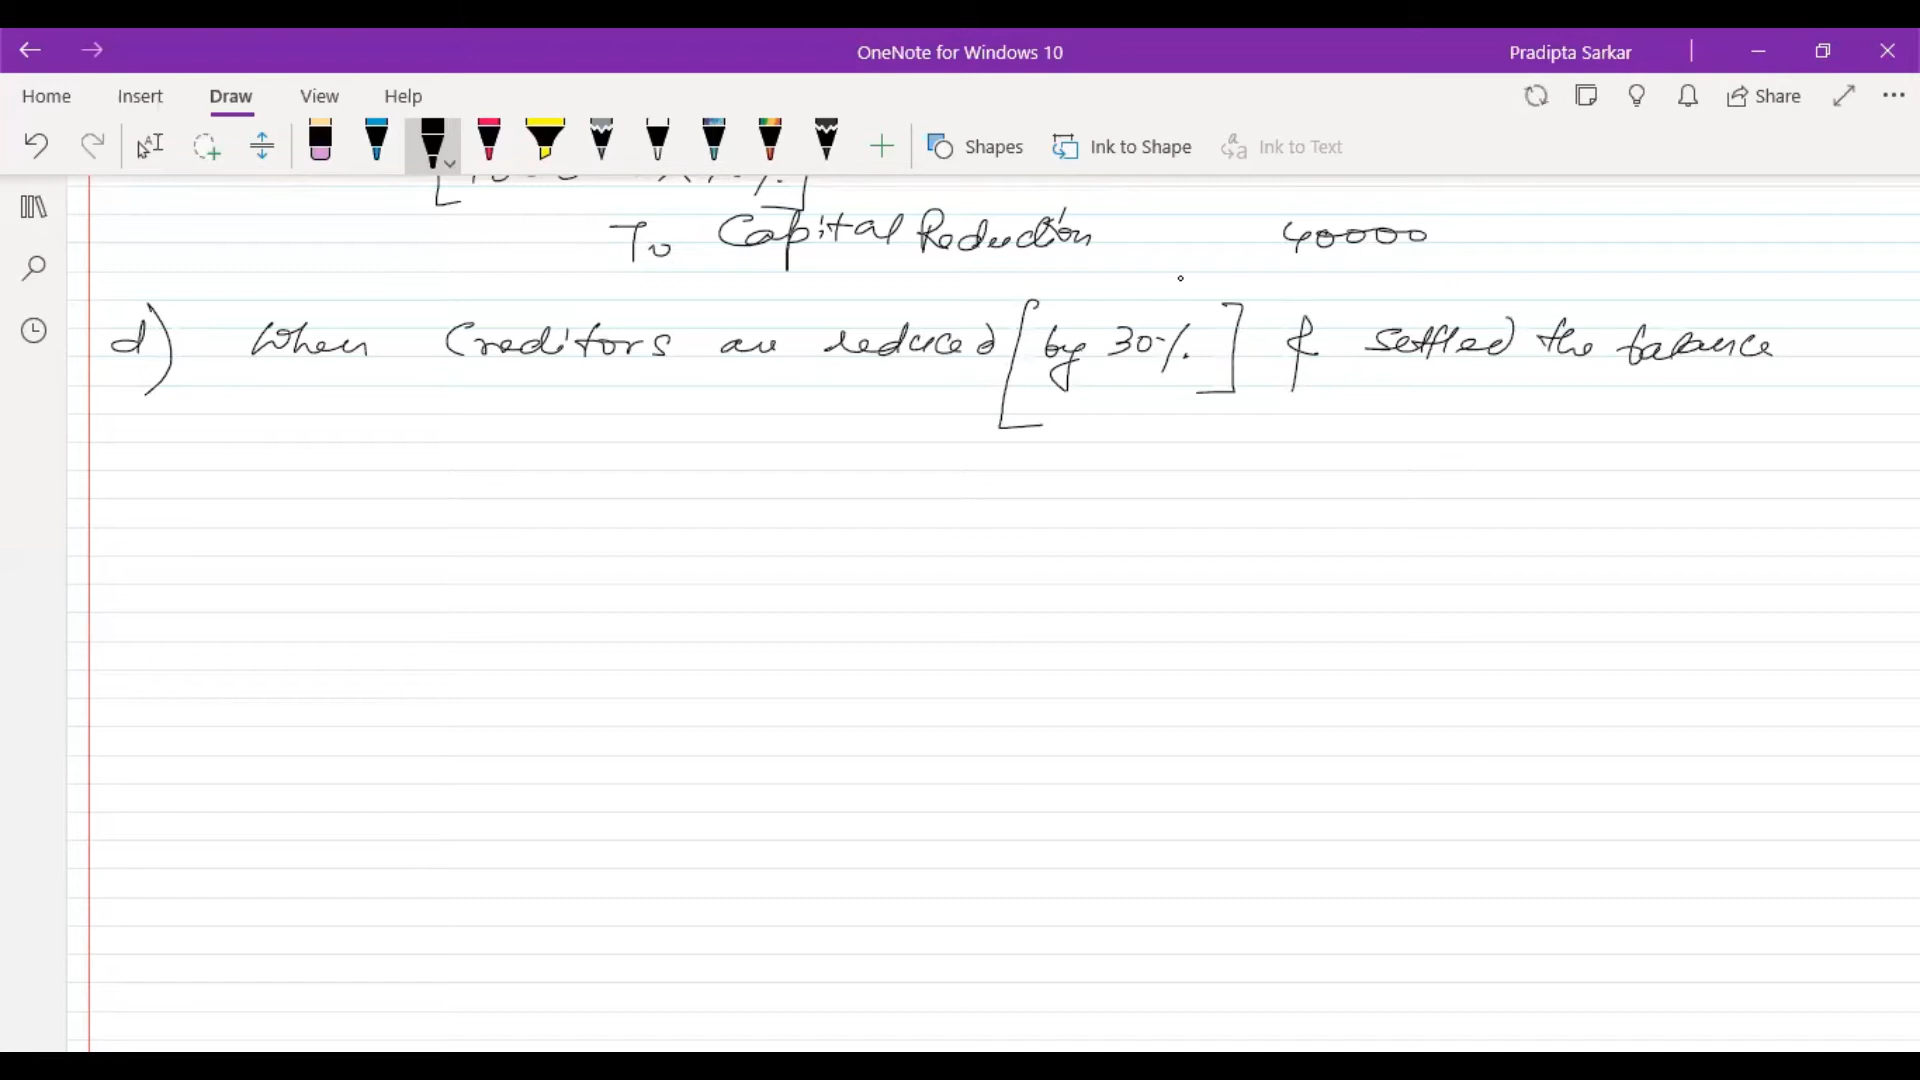 OneNote for Windows 10
Pradipta Sarkar
Home Insert Draw View Help
Share
Shapes Ink to Shape Ink to Text
To Capital Reduction 40000
d) When Creditors are reduced [by 30%] & settled the balance